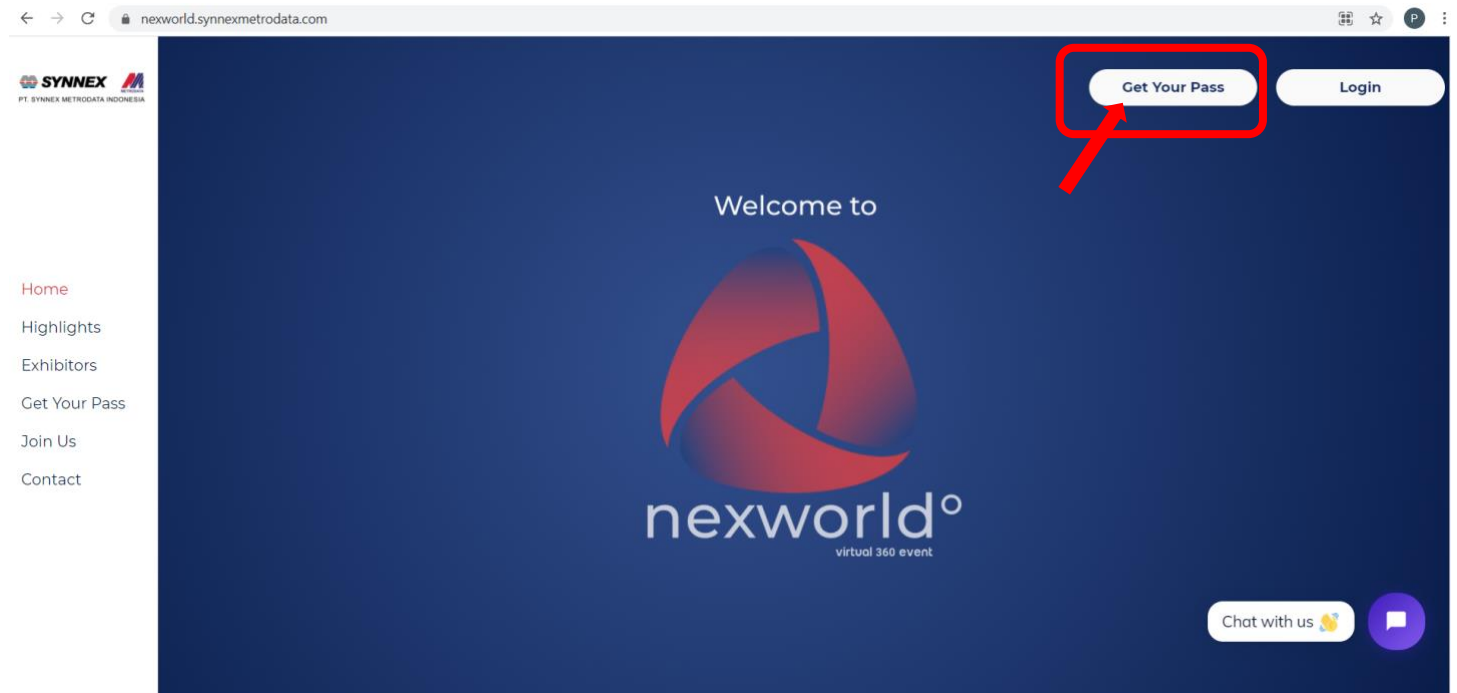 nexworld.synnexmetrodata.com
P
SYNNEX
METRODATA
PT. SYNNEX METRODATA INDONESIA
Get Your Pass
Login
Welcome to
Home
Highlights
Exhibitors
Get Your Pass
Join Us
Contact
nexworld°
virtual 360 event
Chat with us 👋